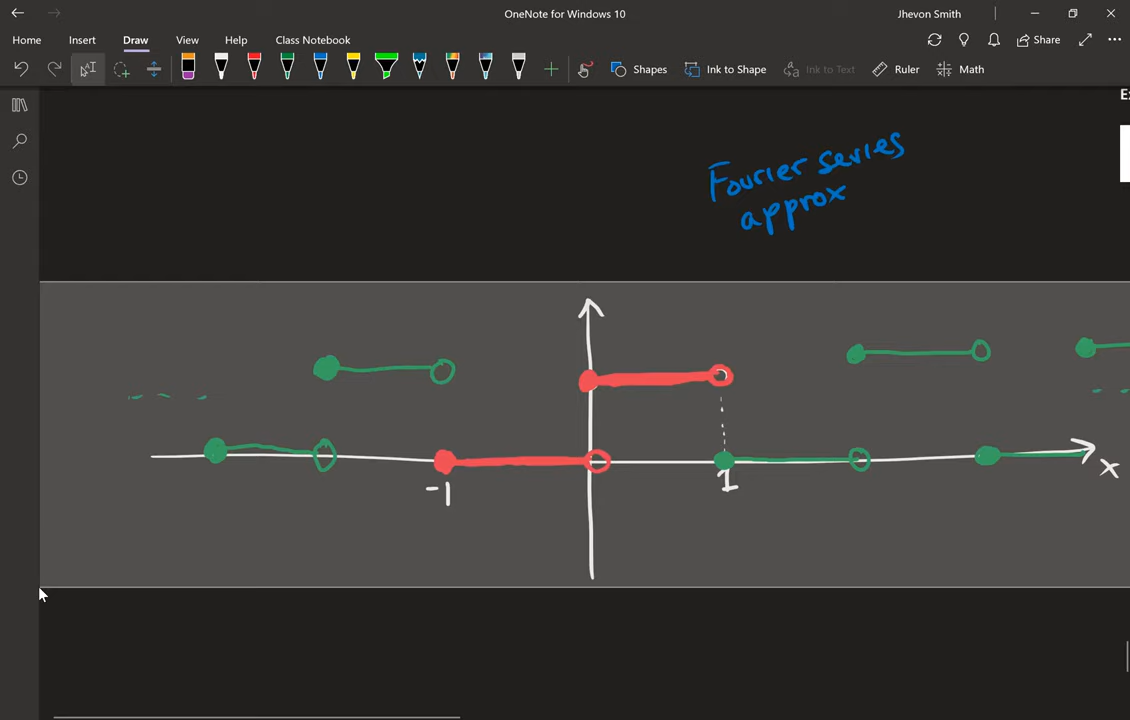 OneNote for Windows 10
Jhevon Smith
Home Insert Draw View Help Class Notebook
Share
Shapes Ink to Shape Ink to Text Ruler Math
Fourier series
approx
-1
1
x